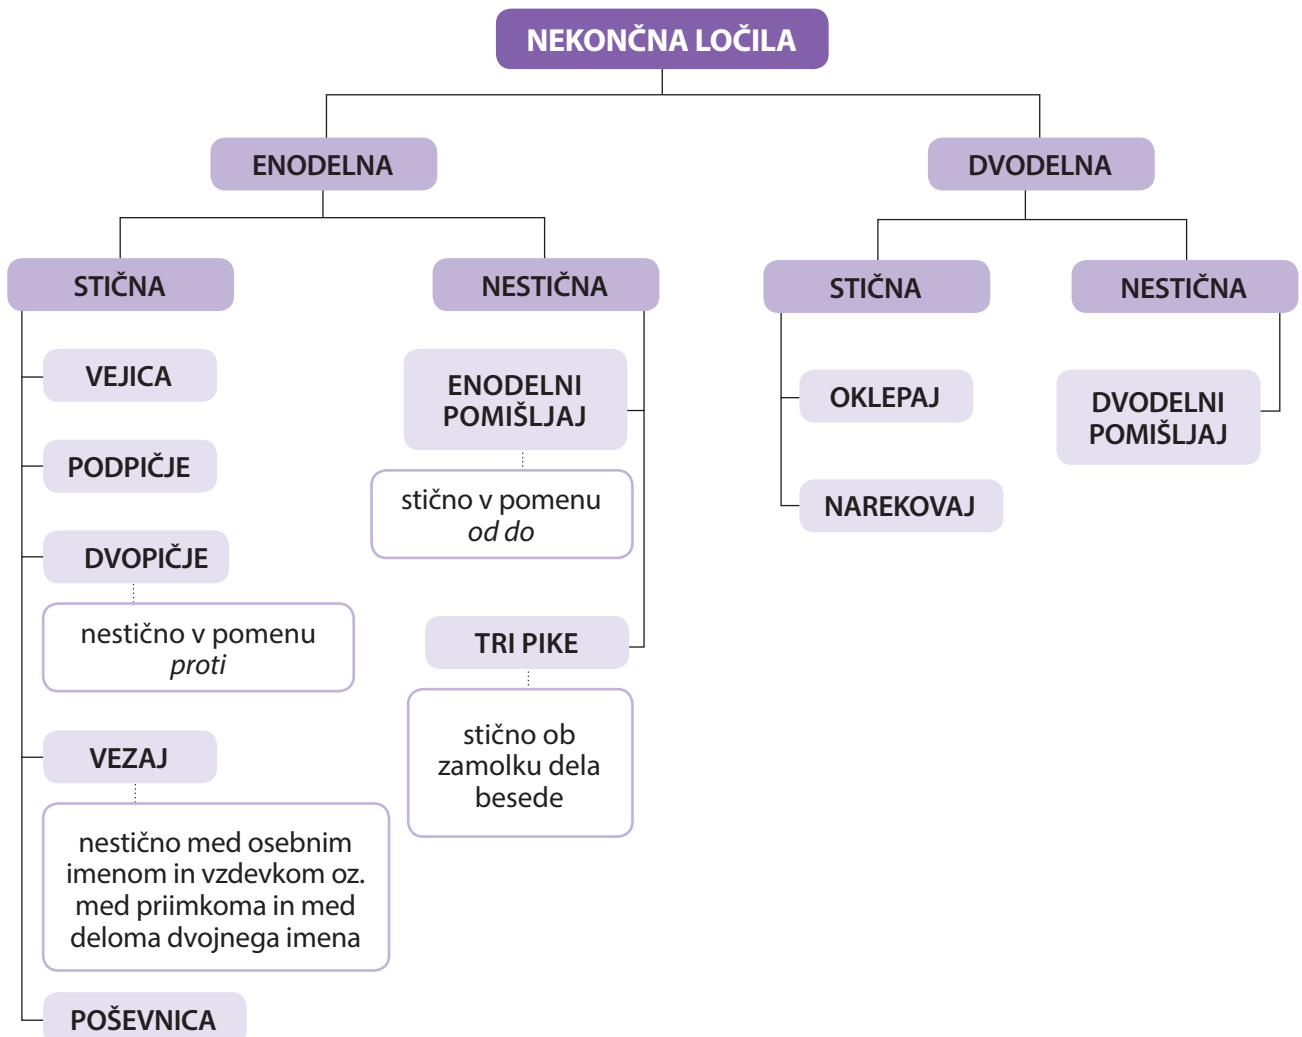 NEKONČNA LOČILA
ENODELNA
DVODELNA
STIČNA
NESTIČNA
STIČNA
NESTIČNA
VEJICA
PODPIČJE
DVOPIČJE
nestično v pomenu
proti
VEZAJ
nestično med osebnim
imenom in vzdevkom oz.
med priimkoma in med
deloma dvojnega imena
POŠEVNICA
ENODELNI
POMIŠLJAJ
stično v pomenu
od do
TRI PIKE
stično ob
zamolku dela
besede
OKLEPAJ
NAREKOVAJ
DVODELNI
POMIŠLJAJ